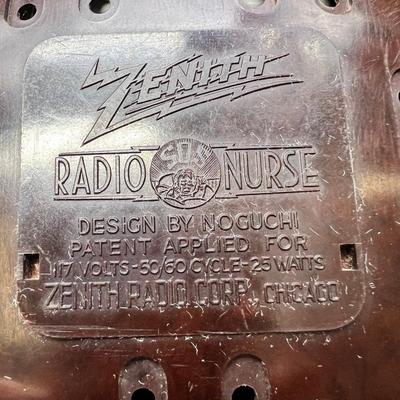 ZENITH
RADIO SOS NURSE
DESIGN BY NOGUCHI
PATENT APPLIED FOR
117 VOLTS-50/60 CYCLE-25 WATTS
ZENITH RADIO CORP., CHICAGO